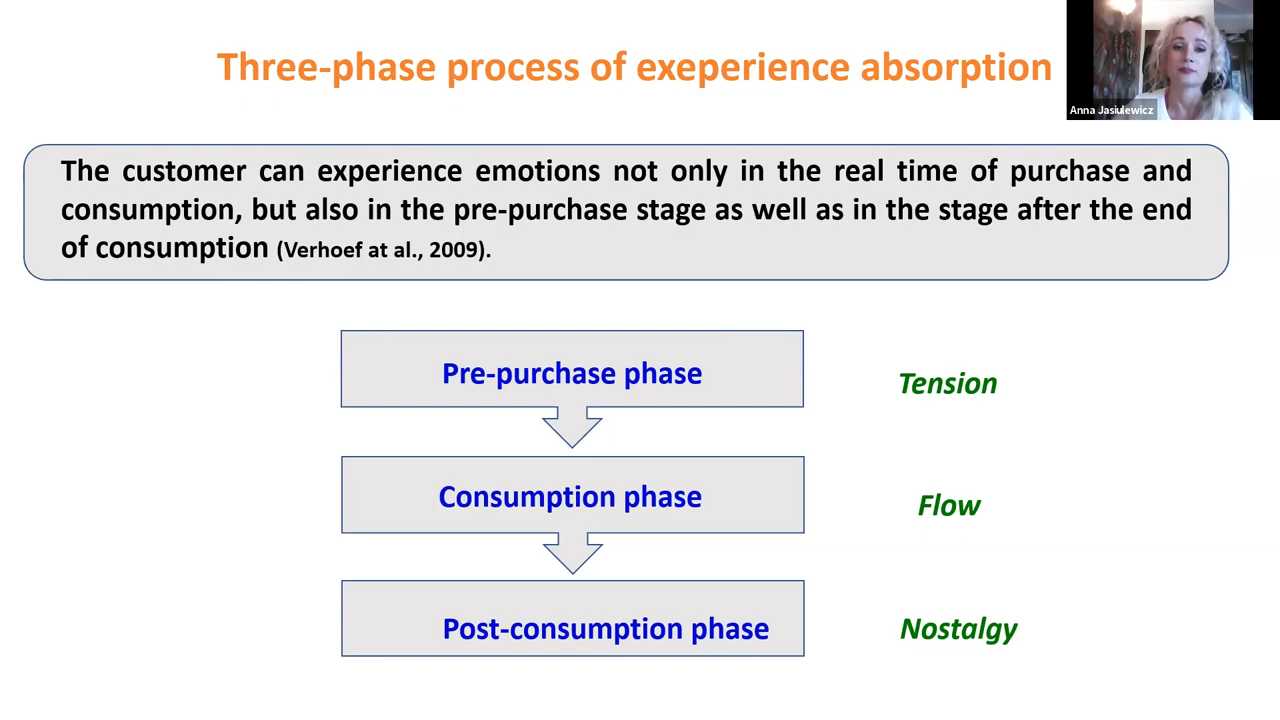 Three-phase process of exeperience absorption
Anna Jasiulewicz
The customer can experience emotions not only in the real time of purchase and
consumption, but also in the pre-purchase stage as well as in the stage after the end
of consumption (Verhoef at al., 2009).
Pre-purchase phase
Tension
Consumption phase
Flow
Post-consumption phase
Nostalgy